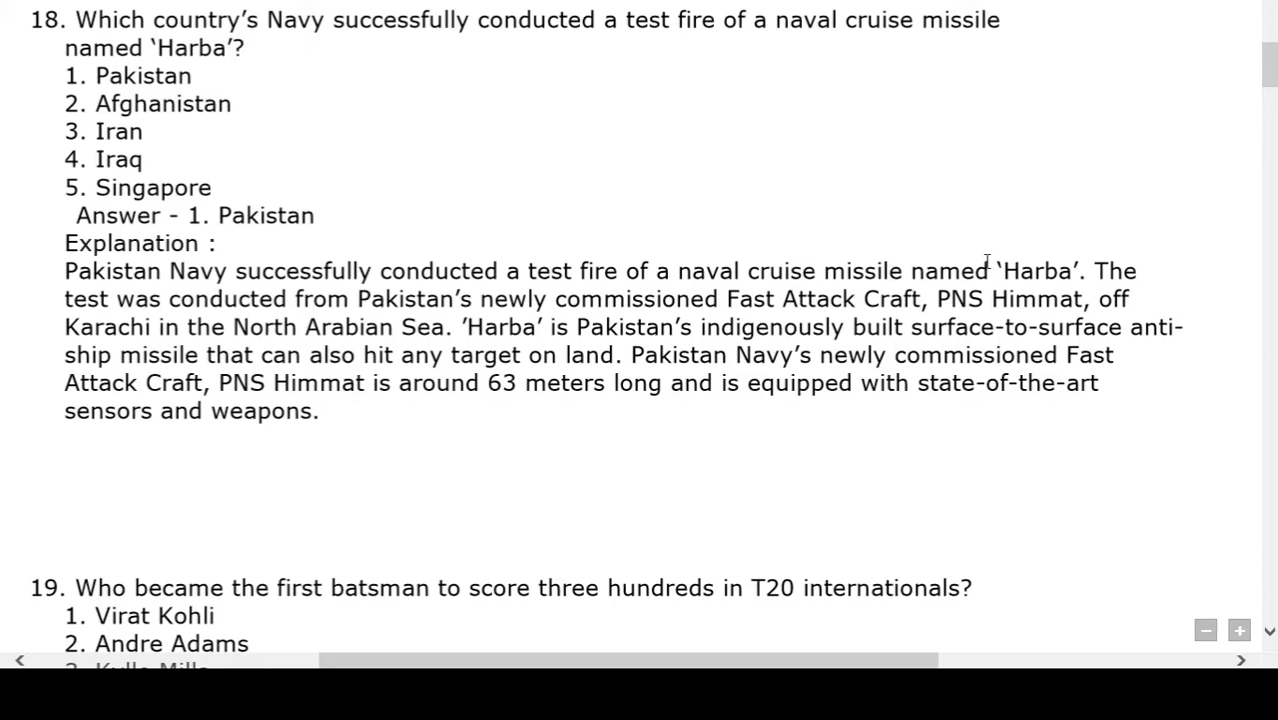 18. Which country's Navy successfully conducted a test fire of a naval cruise missile
named ‘Harba’?
1. Pakistan
2. Afghanistan
3. Iran
4. Iraq
5. Singapore
Answer - 1. Pakistan
Explanation :
Pakistan Navy successfully conducted a test fire of a naval cruise missile named ‘Harba’. The
test was conducted from Pakistan’s newly commissioned Fast Attack Craft, PNS Himmat, off
Karachi in the North Arabian Sea. ’Harba’ is Pakistan’s indigenously built surface-to-surface anti-
ship missile that can also hit any target on land. Pakistan Navy’s newly commissioned Fast
Attack Craft, PNS Himmat is around 63 meters long and is equipped with state-of-the-art
sensors and weapons.
19. Who became the first batsman to score three hundreds in T20 internationals?
1. Virat Kohli
2. Andre Adams